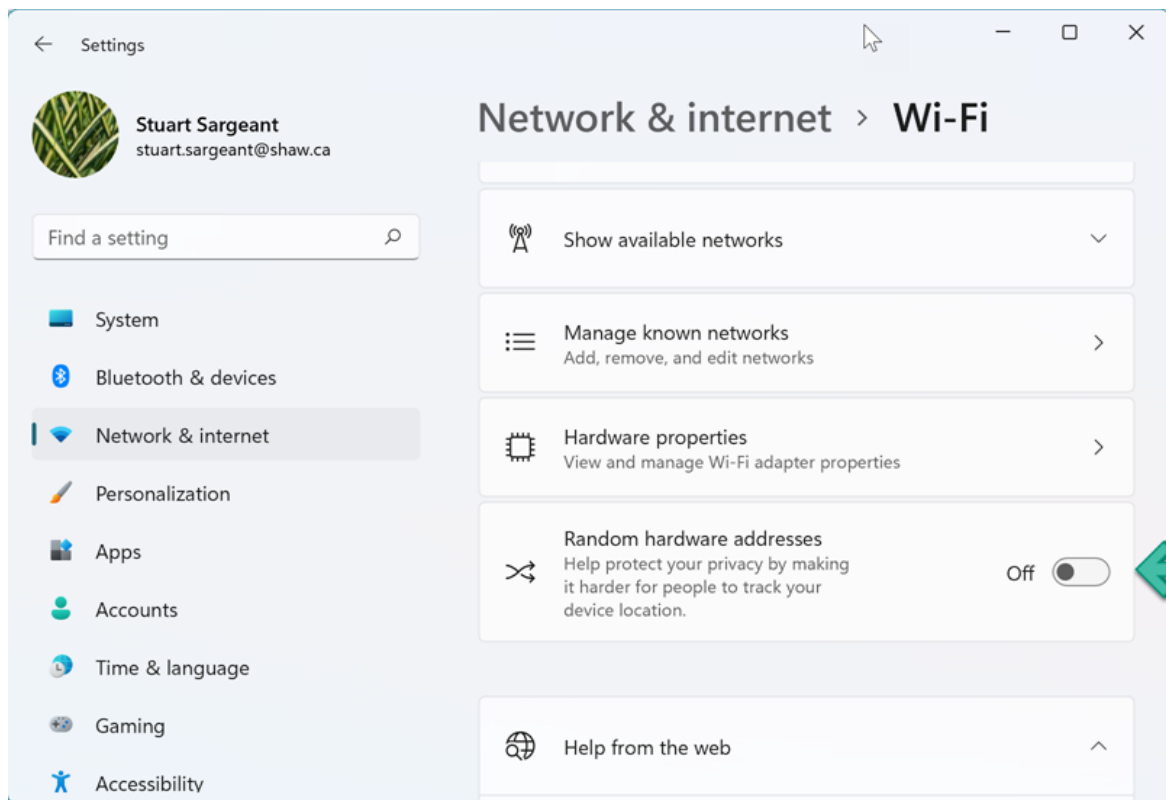 Settings
Stuart Sargeant
stuart.sargeant@shaw.ca
Find a setting
System
Bluetooth & devices
Network & internet
Personalization
Apps
Accounts
Time & language
Gaming
Accessibility
Network & internet > Wi-Fi
Show available networks
Manage known networks
Add, remove, and edit networks
Hardware properties
View and manage Wi-Fi adapter properties
Random hardware addresses
Help protect your privacy by making
it harder for people to track your
device location.
Off
Help from the web